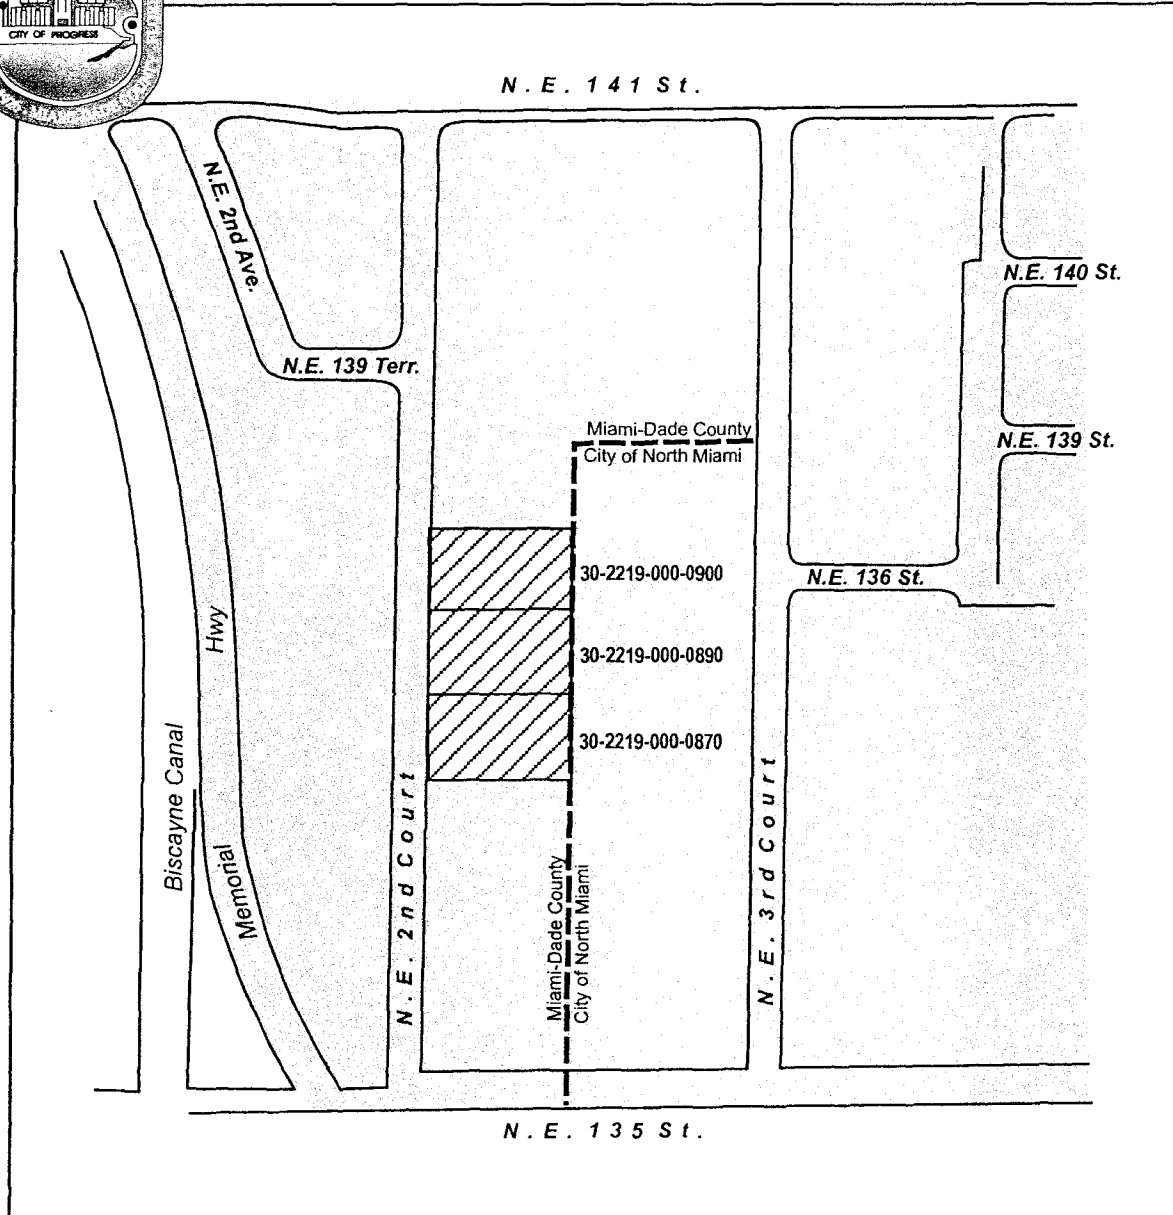 CITY OF PROGRESS
N.E. 141 St.
N.E. 2nd Ave.
N.E. 140 St.
N.E. 139 Terr.
Miami-Dade County
City of North Miami
N.E. 139 St.
30-2219-000-0900
N.E. 136 St.
Hwy
30-2219-000-0890
30-2219-000-0870
Biscayne Canal
Memorial
N.E. 2nd Court
Miami-Dade County
City of North Miami
N.E. 3rd Court
N.E. 135 St.